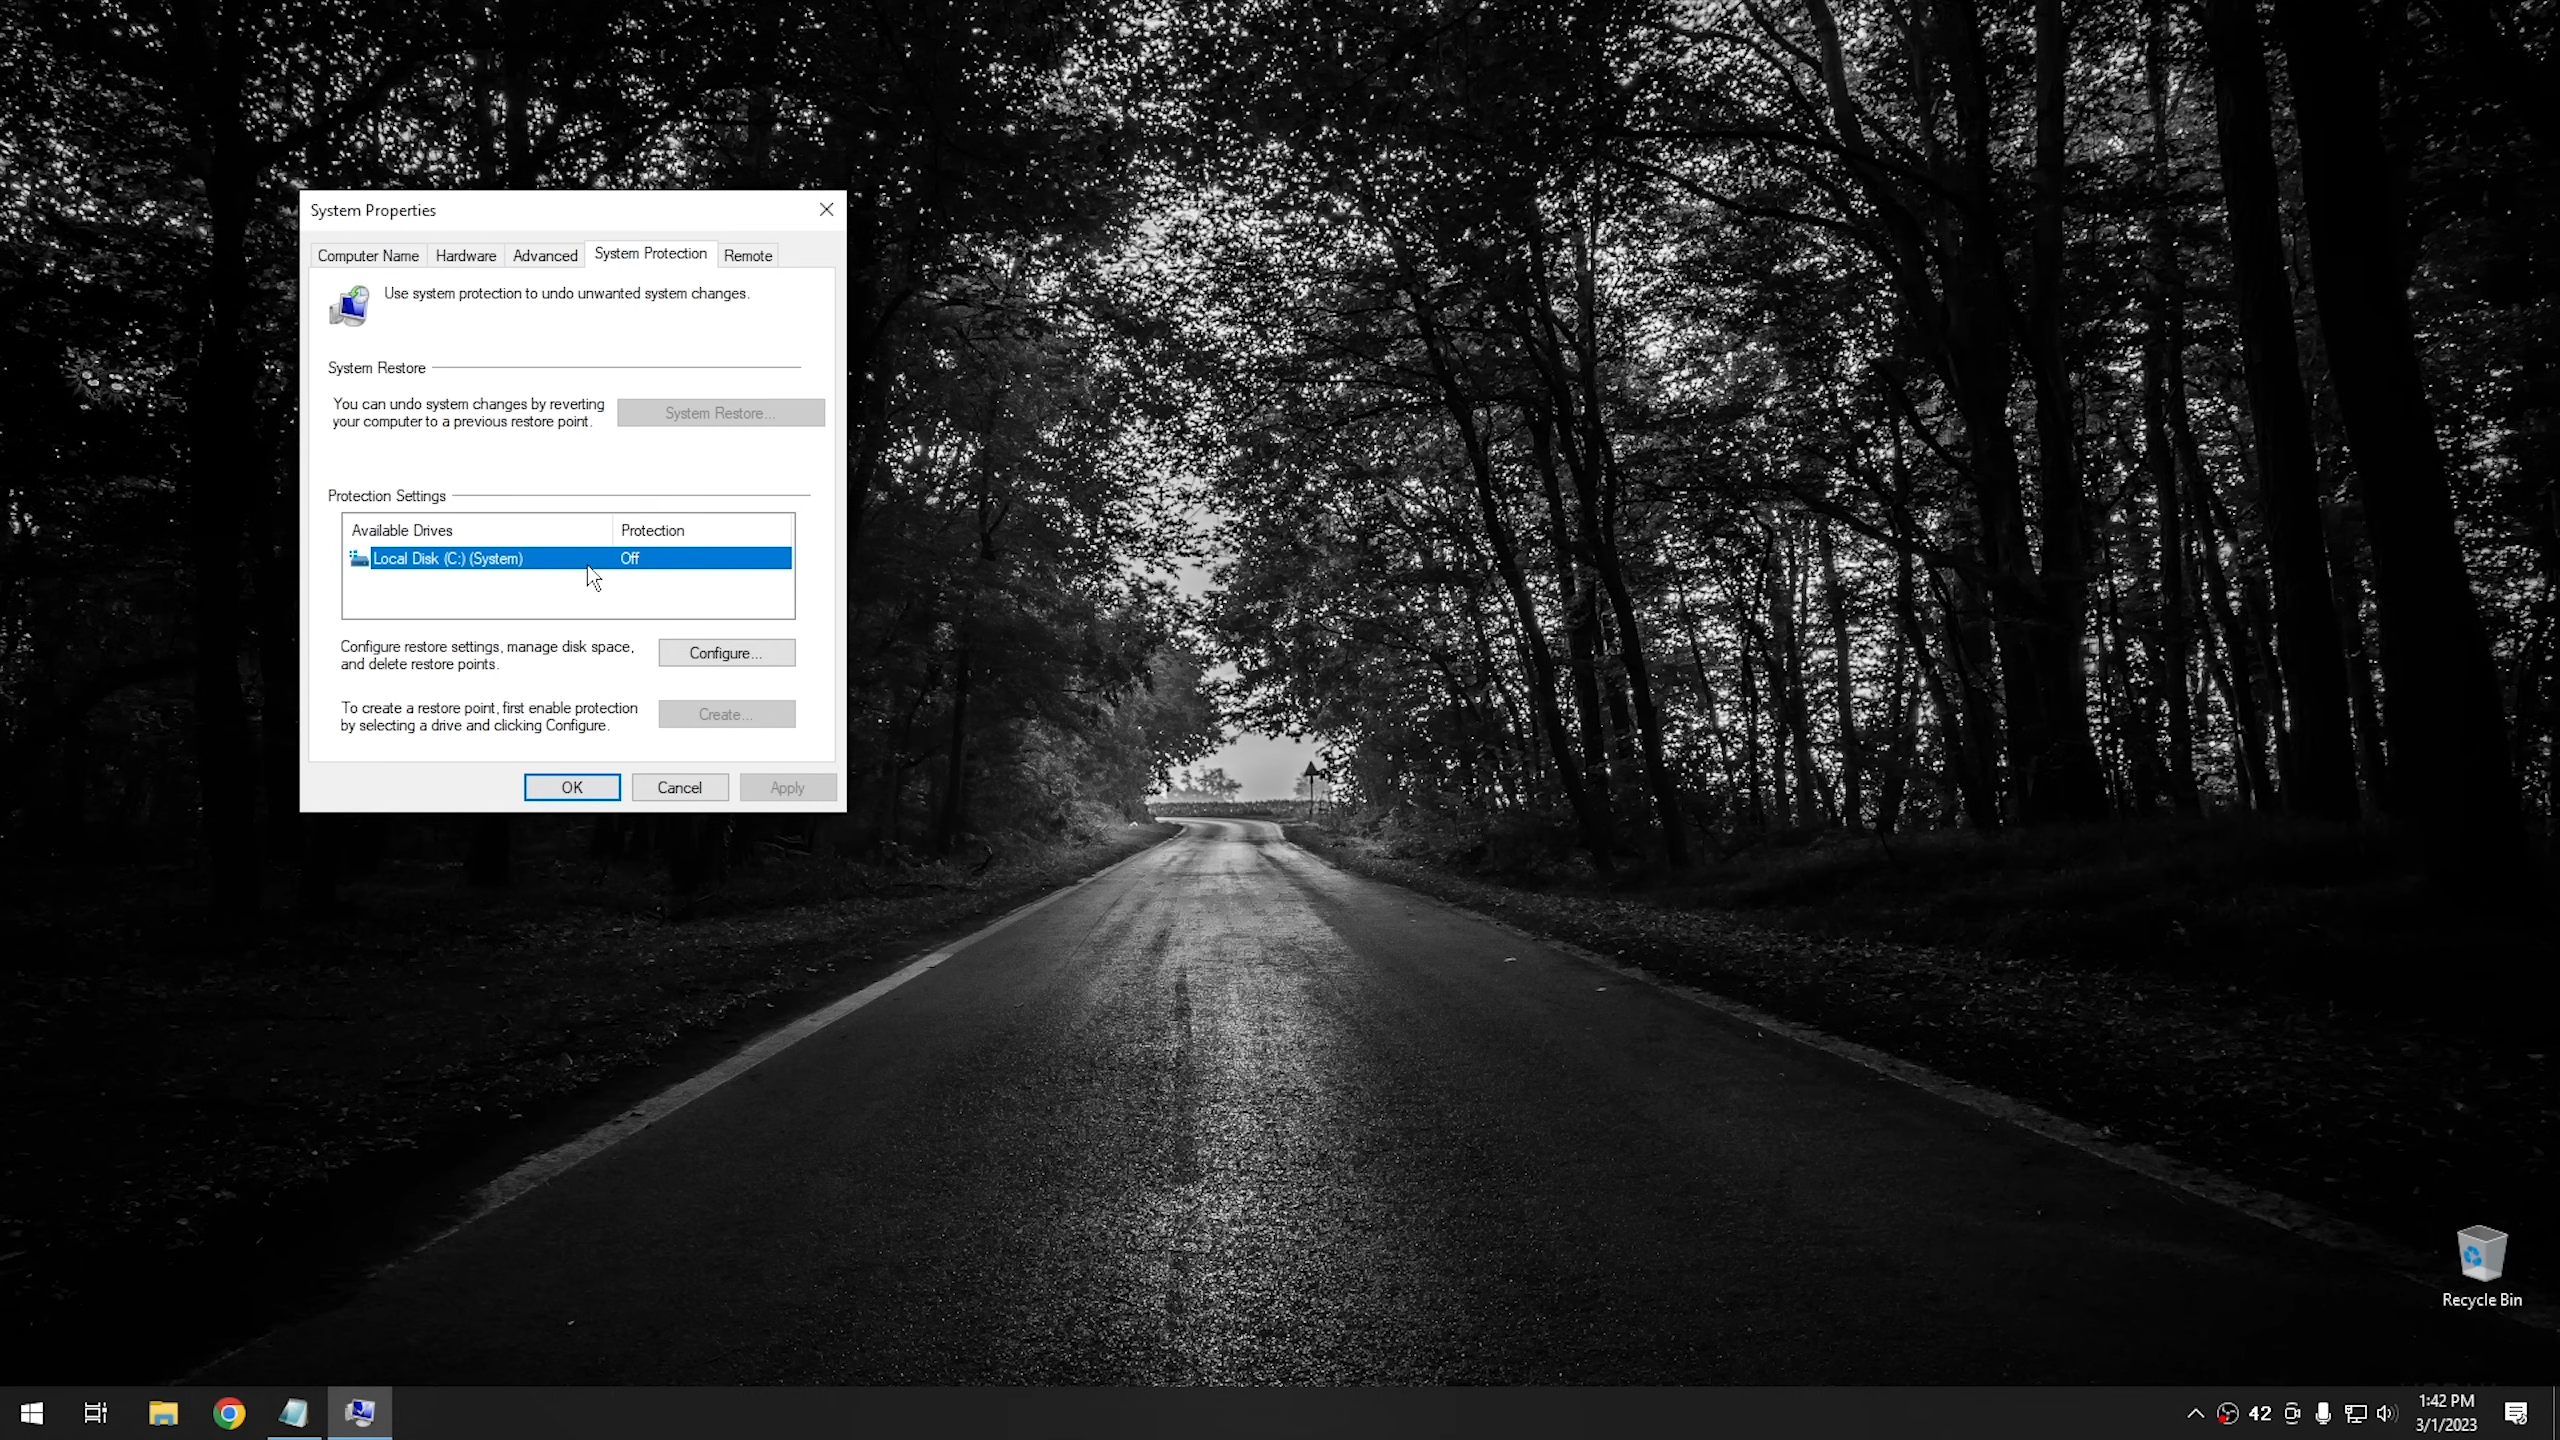 System Properties
Computer Name Hardware Advanced System Protection Remote
Use system protection to undo unwanted system changes.
System Restore
You can undo system changes by reverting
your computer to a previous restore point.
System Restore...
Protection Settings
Available Drives Protection
Local Disk (C:) (System) Off
Configure restore settings, manage disk space,
and delete restore points.
Configure...
To create a restore point, first enable protection
by selecting a drive and clicking Configure.
Create...
OK Cancel Apply
Recycle Bin
42
1:42 PM
3/1/2023